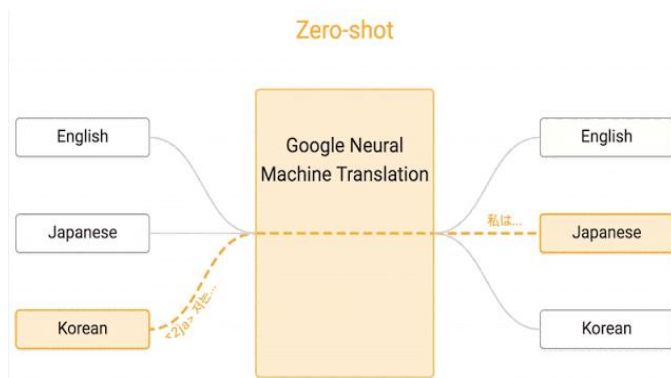 Zero-shot
English
Google Neural
Machine Translation
English
Japanese
私は...
Japanese
Korean
<2ja> 저는...
Korean